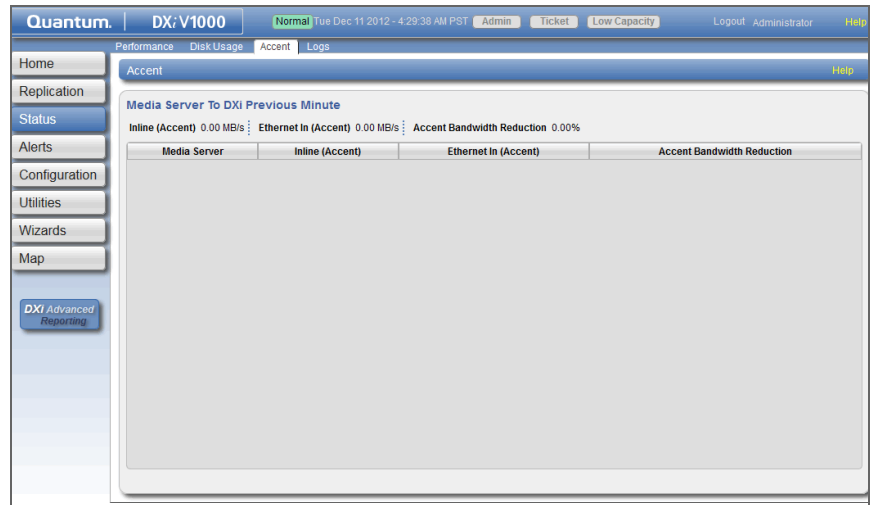 Quantum. DXi V1000 Normal Tue Dec 11 2012 - 4:29:38 AM PST Admin Ticket Low Capacity Logout Administrator Help
Performance Disk Usage Accent Logs
Home
Replication
Status
Alerts
Configuration
Utilities
Wizards
Map
DXi Advanced
Reporting
Accent Help
Media Server To DXi Previous Minute
Inline (Accent) 0.00 MB/s Ethernet In (Accent) 0.00 MB/s Accent Bandwidth Reduction 0.00%
Media Server Inline (Accent) Ethernet In (Accent) Accent Bandwidth Reduction